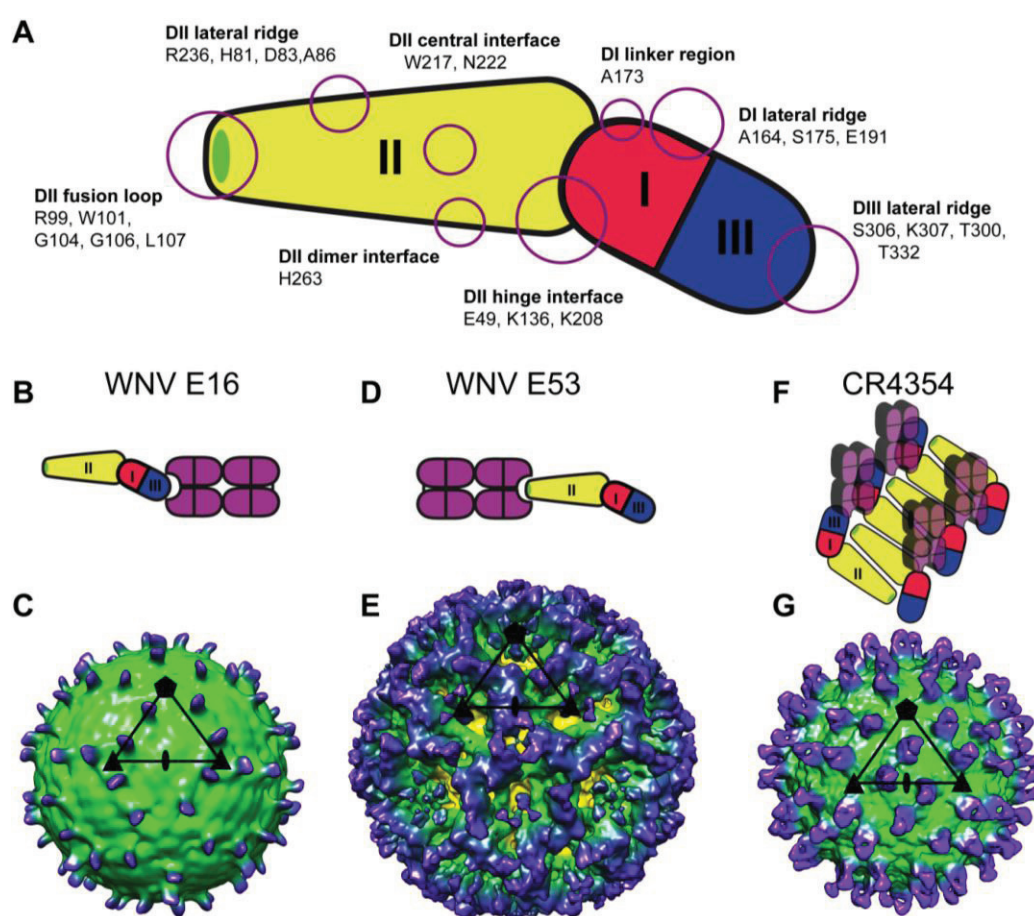 A
DII lateral ridge
R236, H81, D83,A86
DII central interface
W217, N222
DI linker region
A173
DI lateral ridge
A164, S175, E191
II
I
III
DII fusion loop
R99, W101,
G104, G106, L107
DIII lateral ridge
S306, K307, T300,
T332
DII dimer interface
H263
DII hinge interface
E49, K136, K208
B
WNV E16
II
I
III
D
WNV E53
II
I
III
F
CR4354
III
I
II
C
E
G